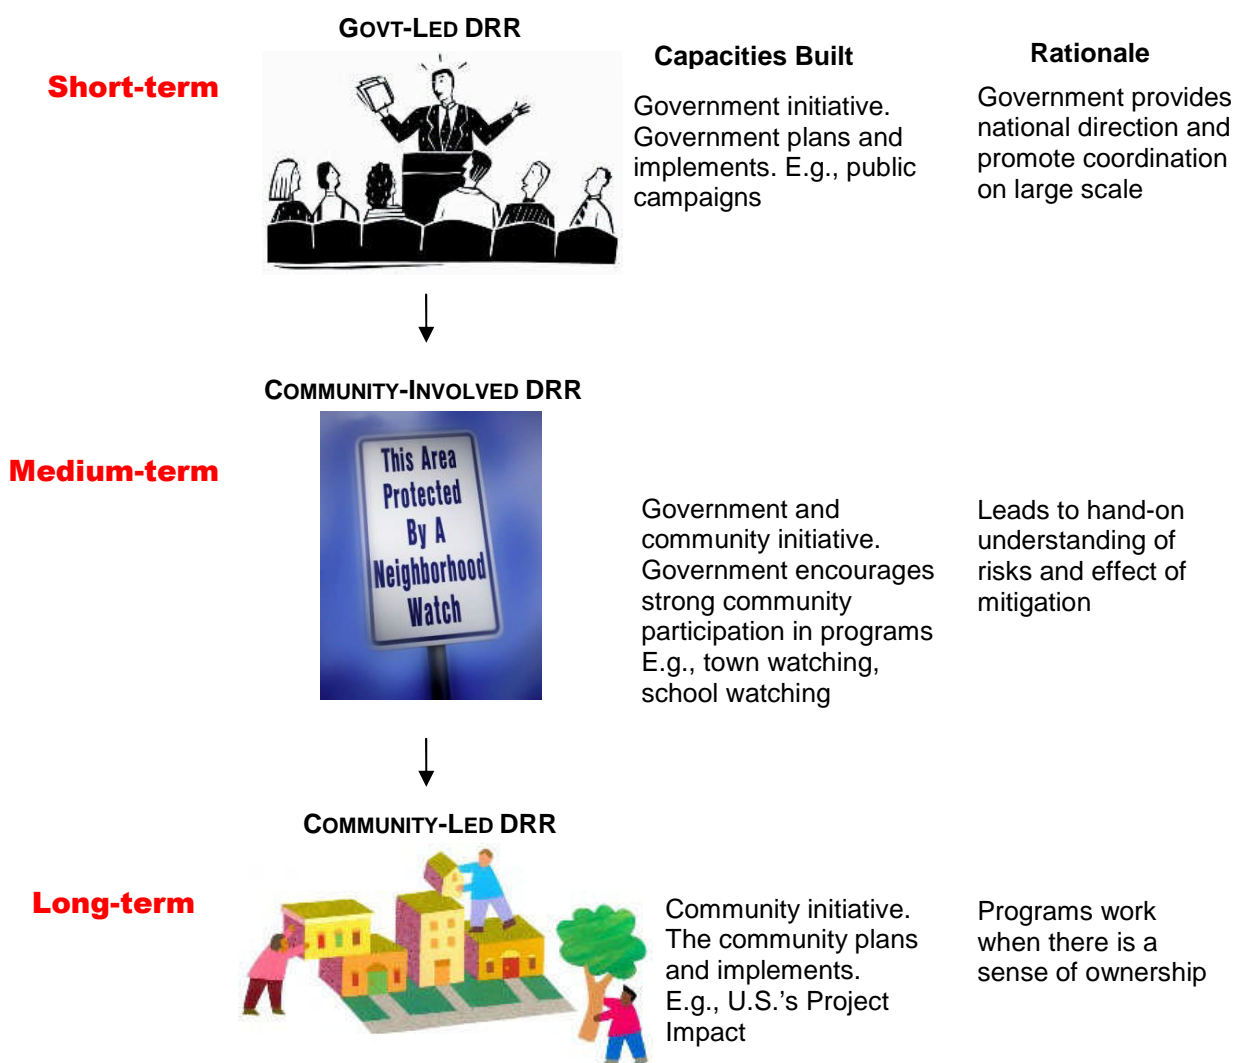 GOVT-LED DRR
Capacities Built
Rationale
Short-term
Government initiative.
Government plans and
implements. E.g., public
campaigns
Government provides
national direction and
promote coordination
on large scale
COMMUNITY-INVOLVED DRR
Medium-term
This Area
Protected
By A
Neighborhood
Watch
Government and
community initiative.
Government encourages
strong community
participation in programs
E.g., town watching,
school watching
Leads to hand-on
understanding of
risks and effect of
mitigation
COMMUNITY-LED DRR
Long-term
Community initiative.
The community plans
and implements.
E.g., U.S.'s Project
Impact
Programs work
when there is a
sense of ownership